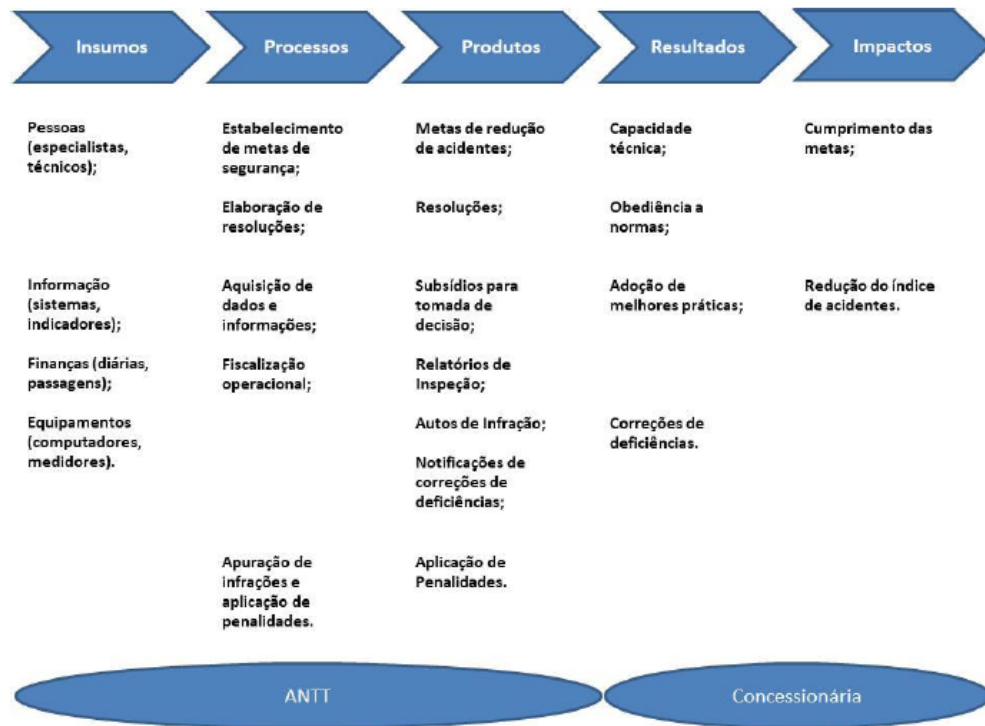 Insumos
Processos
Produtos
Resultados
Impactos
Pessoas
(especialistas,
técnicos);
Informação
(sistemas,
indicadores);
Finanças (diárias,
passagens);
Equipamentos
(computadores,
medidores).
Estabelecimento
de metas de
segurança;
Elaboração de
resoluções;
Aquisição de
dados e
informações;
Fiscalização
operacional;
Apuração de
infrações e
aplicação de
penalidades.
Metas de redução
de acidentes;
Resoluções;
Subsídios para
tomada de
decisão;
Relatórios de
Inspeção;
Autos de Infração;
Notificações de
correções de
deficiências;
Aplicação de
Penalidades.
Capacidade
técnica;
Obediência a
normas;
Adoção de
melhores práticas;
Correções de
deficiências.
Cumprimento das
metas;
Redução do índice
de acidentes.
ANTT
Concessionária